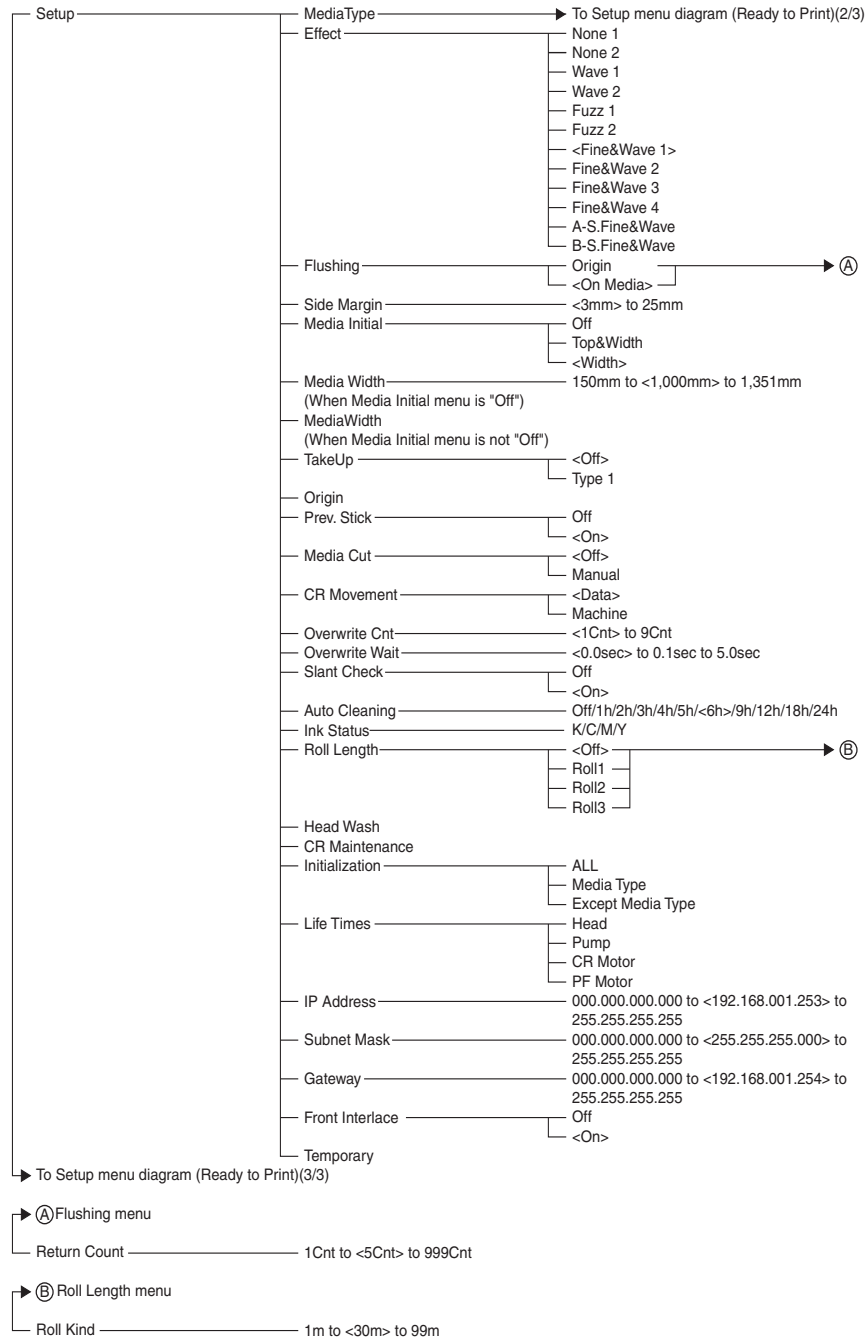 Setup MediaType To Setup menu diagram (Ready to Print)(2/3)
Effect None 1
None 2
Wave 1
Wave 2
Fuzz 1
Fuzz 2
<Fine&Wave 1>
Fine&Wave 2
Fine&Wave 3
Fine&Wave 4
A-S.Fine&Wave
B-S.Fine&Wave
Flushing Origin A
<On Media>
Side Margin <3mm> to 25mm
Media Initial Off
Top&Width
<Width>
Media Width 150mm to <1,000mm> to 1,351mm
(When Media Initial menu is "Off")
MediaWidth
(When Media Initial menu is not "Off")
TakeUp <Off>
Type 1
Origin
Prev. Stick Off
<On>
Media Cut <Off>
Manual
CR Movement <Data>
Machine
Overwrite Cnt <1Cnt> to 9Cnt
Overwrite Wait <0.0sec> to 0.1sec to 5.0sec
Slant Check Off
<On>
Auto Cleaning Off/1h/2h/3h/4h/5h/<6h>/9h/12h/18h/24h
Ink Status K/C/M/Y
Roll Length <Off> B
Roll1
Roll2
Roll3
Head Wash
CR Maintenance
Initialization ALL
Media Type
Except Media Type
Life Times Head
Pump
CR Motor
PF Motor
IP Address 000.000.000.000 to <192.168.001.253> to
255.255.255.255
Subnet Mask 000.000.000.000 to <255.255.255.000> to
255.255.255.255
Gateway 000.000.000.000 to <192.168.001.254> to
255.255.255.255
Front Interlace Off
<On>
Temporary
To Setup menu diagram (Ready to Print)(3/3)
A Flushing menu
Return Count 1Cnt to <5Cnt> to 999Cnt
B Roll Length menu
Roll Kind 1m to <30m> to 99m